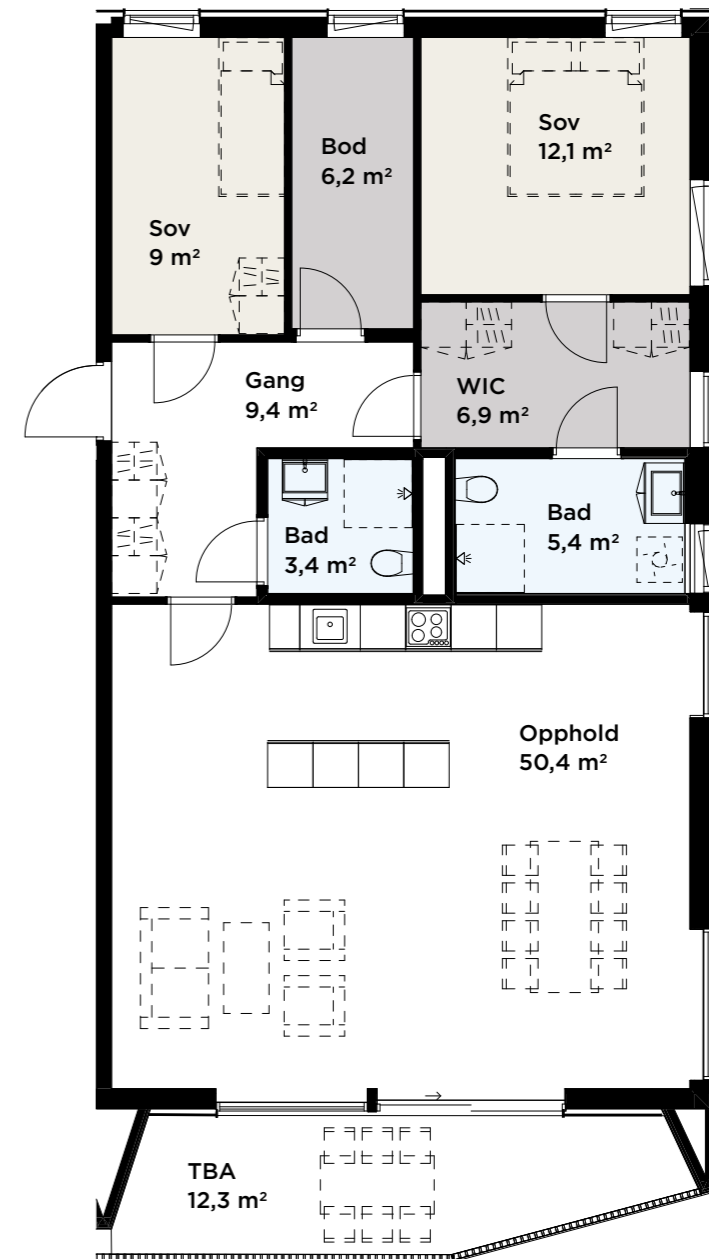 Sov
12,1 m²
Bod
6,2 m²
Sov
9 m²
Gang
9,4 m²
WIC
6,9 m²
Bad
3,4 m²
Bad
5,4 m²
Opphold
50,4 m²
TBA
12,3 m²